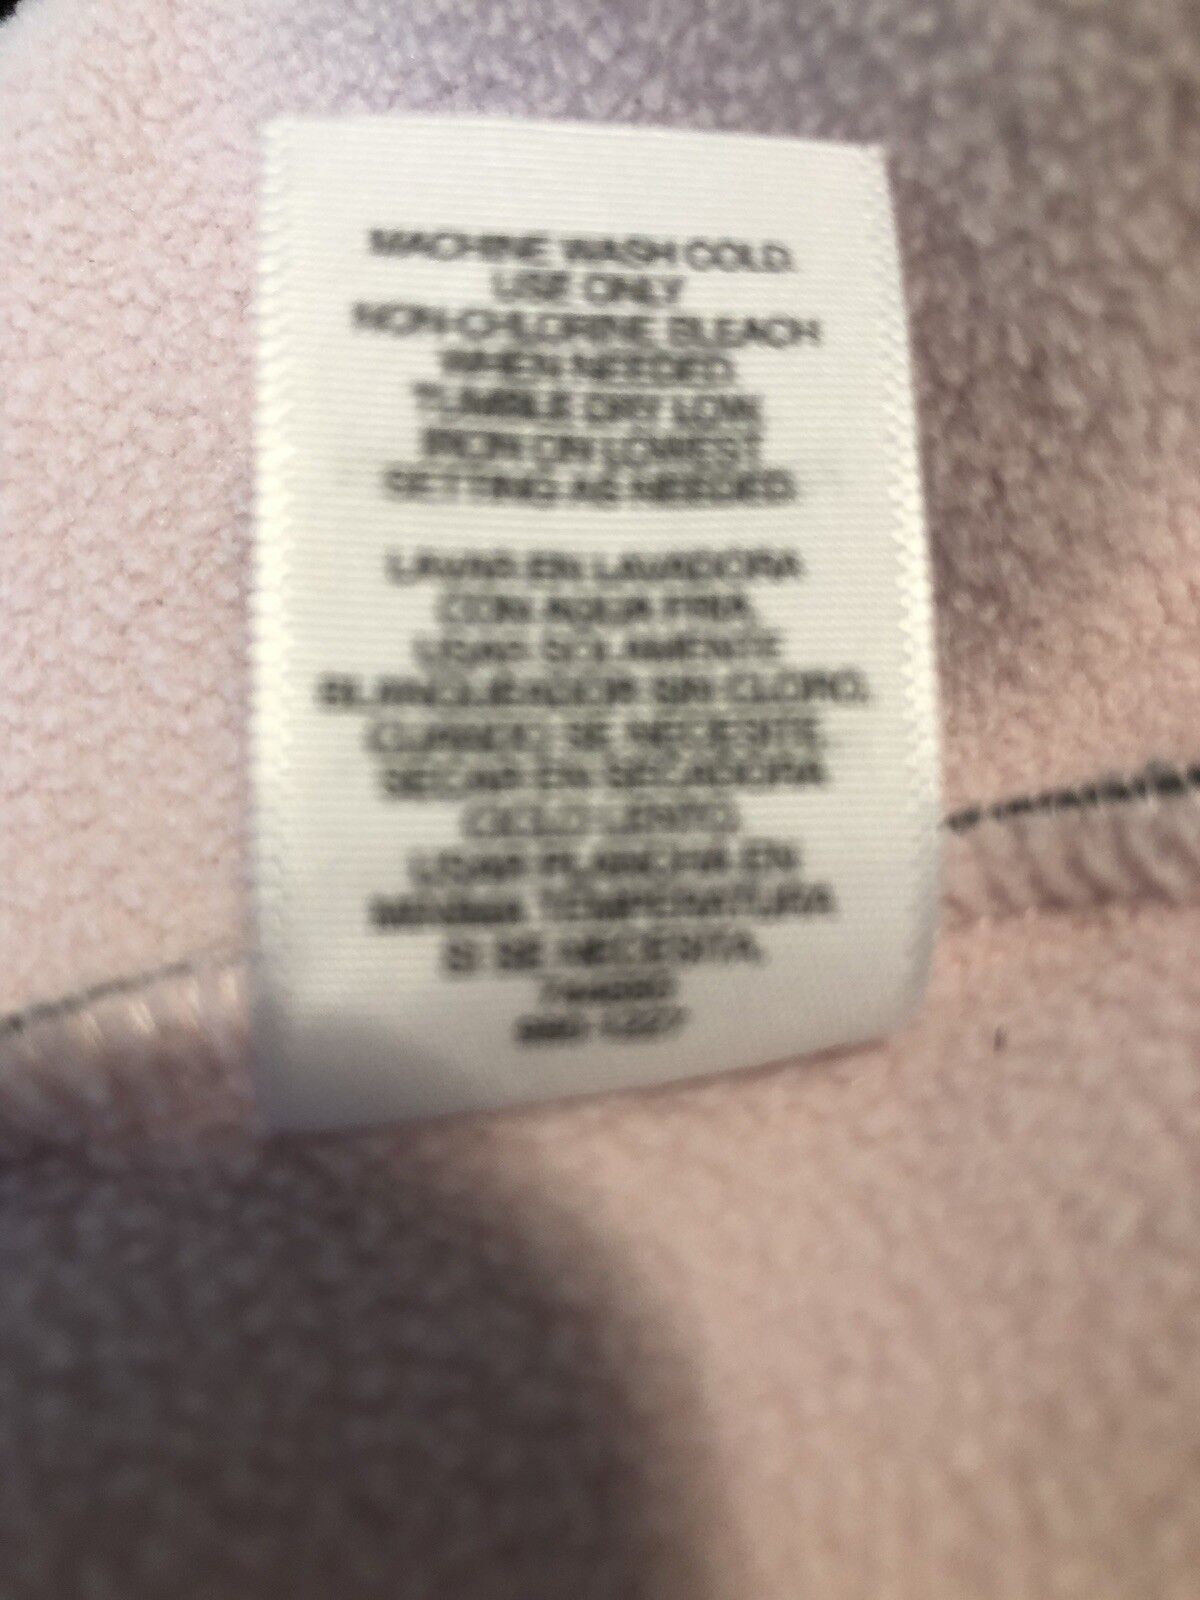 MACHINE WASH COLD.
USE ONLY
NON-CHLORINE BLEACH
WHEN NEEDED.
TUMBLE DRY LOW.
IRON ON LOWEST
SETTING AS NEEDED.
LAVAR EN LAVADORA
CON AGUA FRIA.
USAR SOLAMENTE
BLANQUEADOR SIN CLORO,
CUANDO SE NECESITE.
SECAR EN SECADORA
CICLO LENTO.
USAR PLANCHA EN
MINIMA TEMPERATURA
SI SE NECESITA.